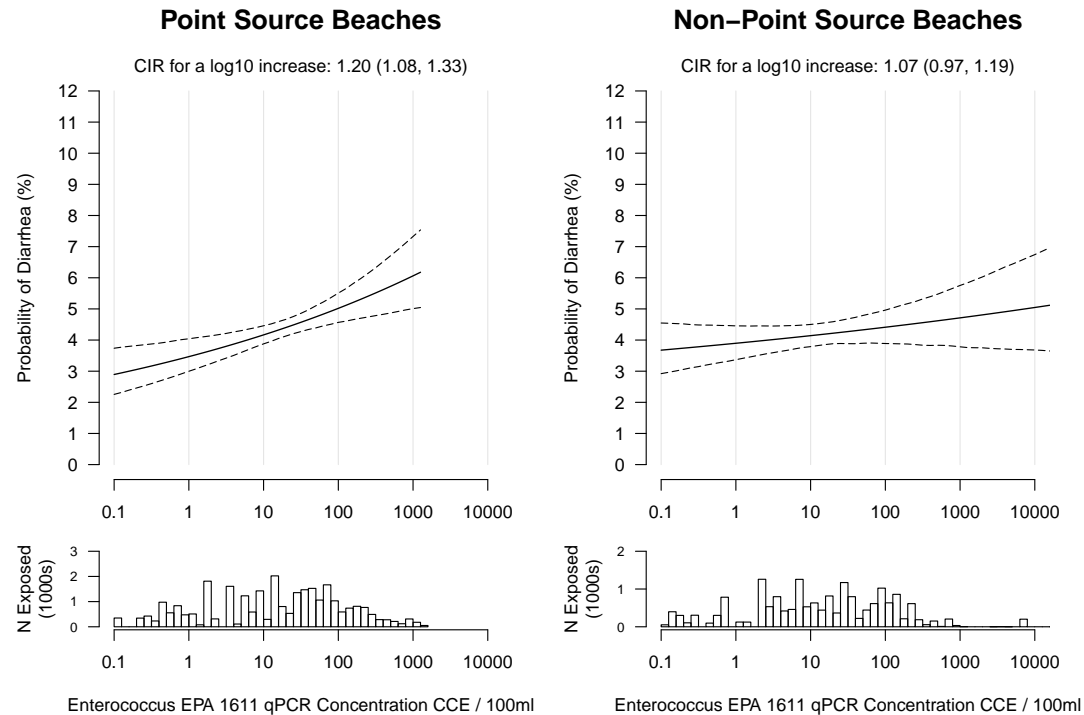 Point Source Beaches
CIR for a log10 increase: 1.20 (1.08, 1.33)
Probability of Diarrhea (%)
12
11
10
9
8
7
6
5
4
3
2
1
0
0.1 1 10 100 1000 10000
N Exposed
(1000s)
3
2
1
0
0.1 1 10 100 1000 10000
Enterococcus EPA 1611 qPCR Concentration CCE / 100ml
Non−Point Source Beaches
CIR for a log10 increase: 1.07 (0.97, 1.19)
Probability of Diarrhea (%)
12
11
10
9
8
7
6
5
4
3
2
1
0
0.1 1 10 100 1000 10000
N Exposed
(1000s)
2
1
0
0.1 1 10 100 1000 10000
Enterococcus EPA 1611 qPCR Concentration CCE / 100ml